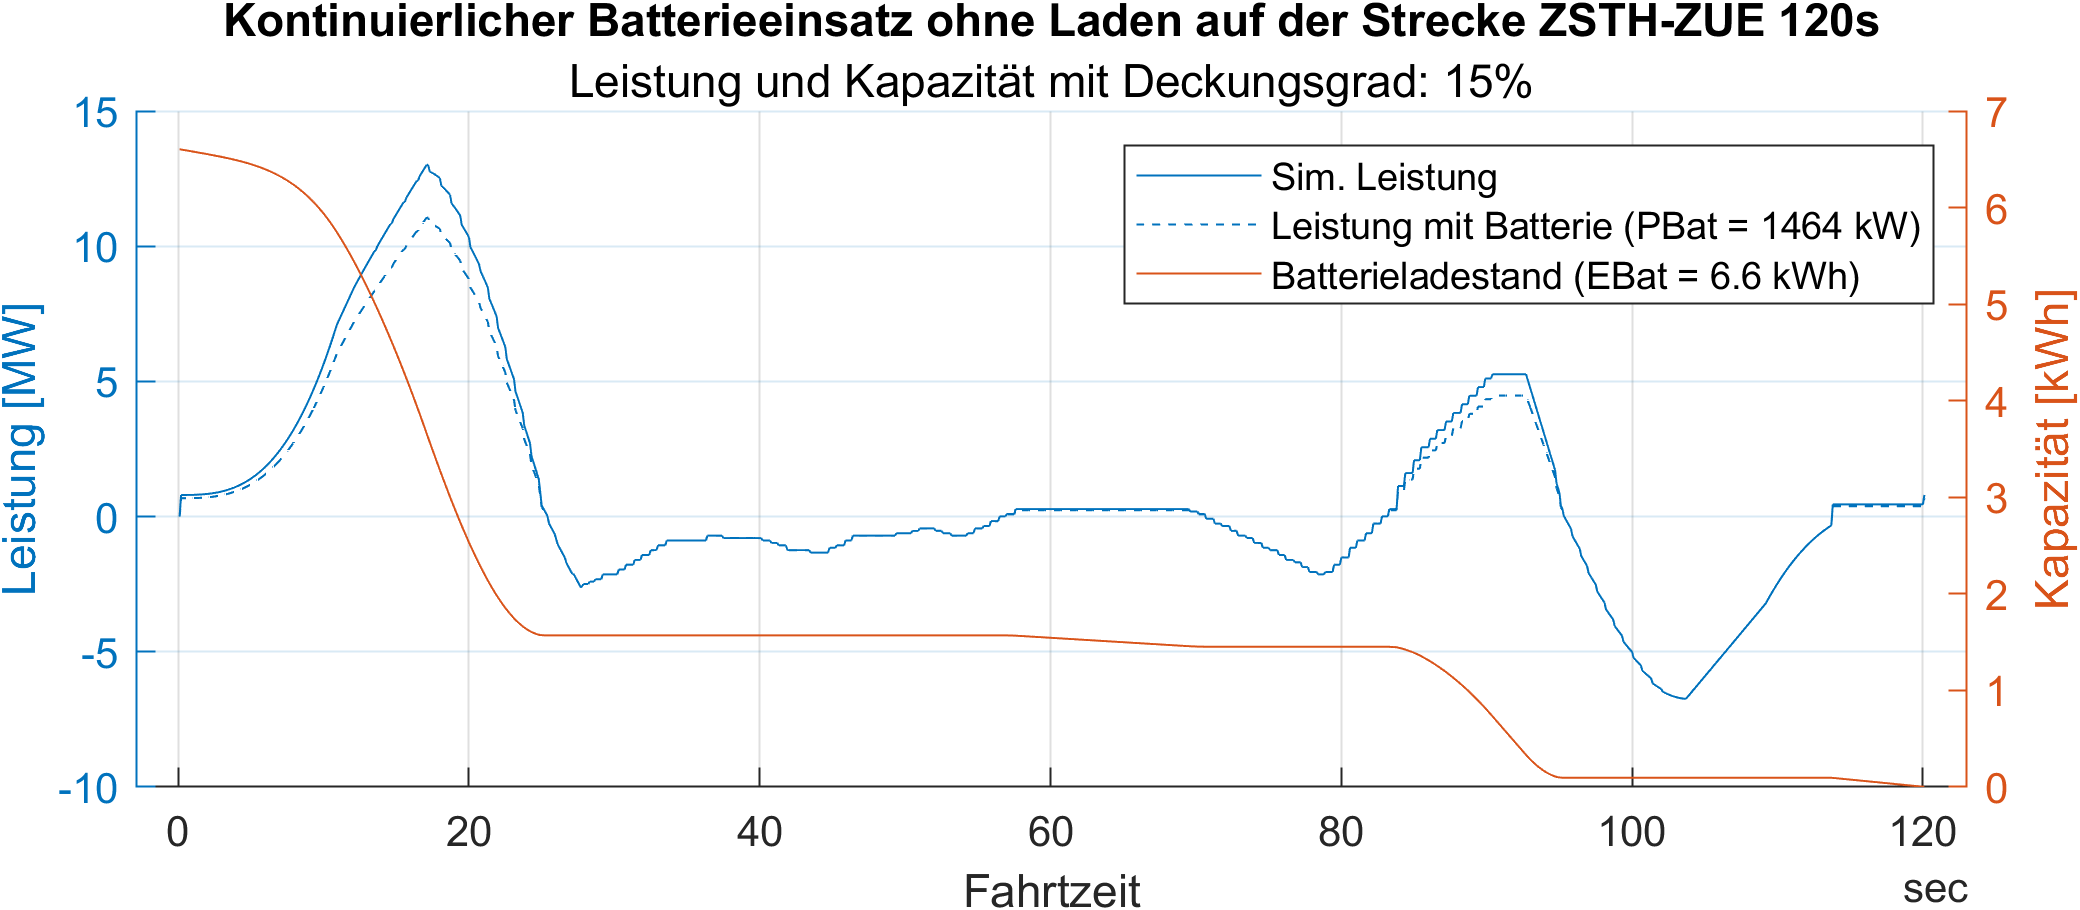 Kontinuierlicher Batterieeinsatz ohne Laden auf der Strecke ZSTH-ZUE 120s
Leistung und Kapazität mit Deckungsgrad: 15%
15
10
5
0
-5
-10
Leistung [MW]
Sim. Leistung
Leistung mit Batterie (PBat = 1464 kW)
Batterieladestand (EBat = 6.6 kWh)
7
6
5
4
3
2
1
0
Kapazität [kWh]
0 20 40 60 80 100 120
Fahrtzeit
sec